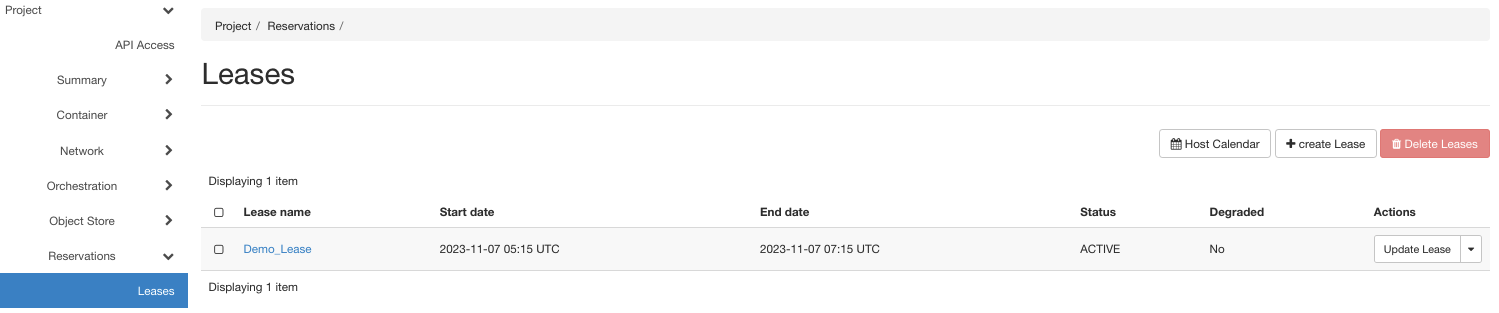 Project
API Access
Summary
Container
Network
Orchestration
Object Store
Reservations
Leases
Project / Reservations /
Leases
Host Calendar create Lease Delete Leases
Displaying 1 item
Lease name Start date End date Status Degraded Actions
Demo_Lease 2023-11-07 05:15 UTC 2023-11-07 07:15 UTC ACTIVE No Update Lease
Displaying 1 item